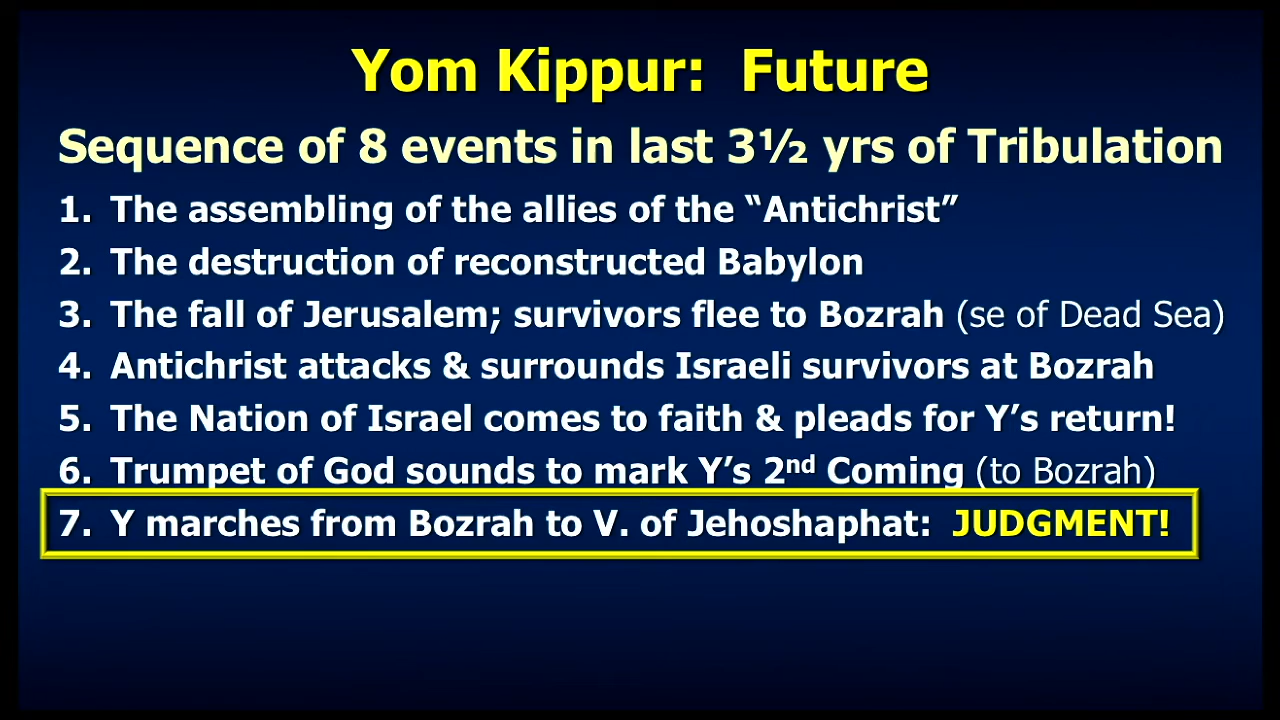 Yom Kippur: Future
Sequence of 8 events in last 3½ yrs of Tribulation
1. The assembling of the allies of the “Antichrist”
2. The destruction of reconstructed Babylon
3. The fall of Jerusalem; survivors flee to Bozrah (se of Dead Sea)
4. Antichrist attacks & surrounds Israeli survivors at Bozrah
5. The Nation of Israel comes to faith & pleads for Y’s return!
6. Trumpet of God sounds to mark Y’s 2nd Coming (to Bozrah)
7. Y marches from Bozrah to V. of Jehoshaphat: JUDGMENT!